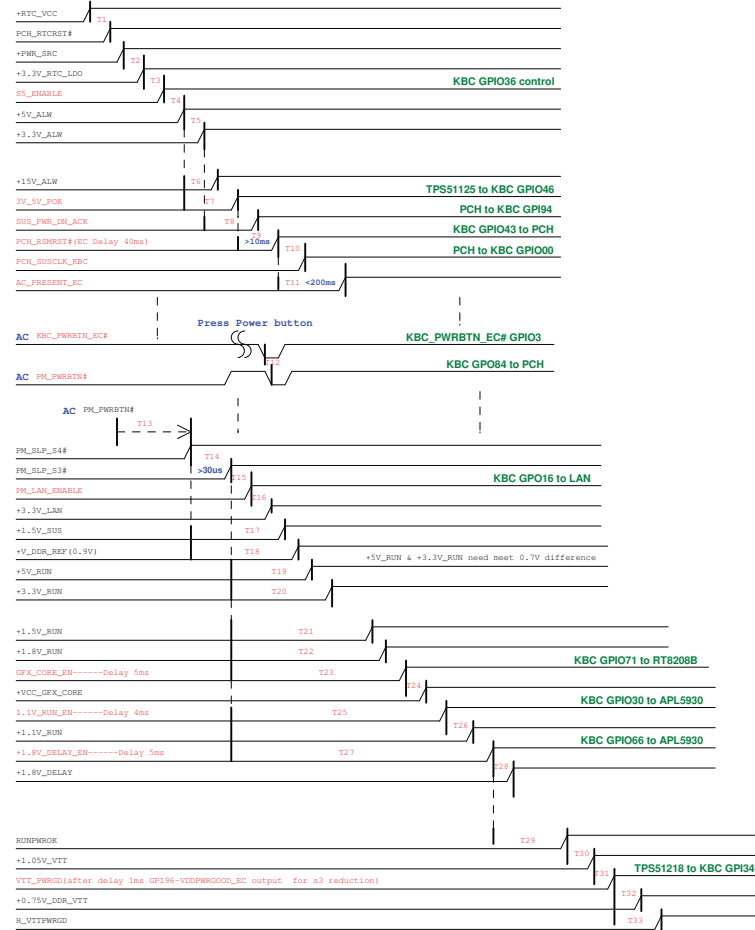 +RTC_VCC
T1
PCH_RTCRST#
+PWR_SRC
T2
+3.3V_RTC_LDO
T3
KBC GPIO36 control
S5_ENABLE
T4
+5V_ALW
T5
+3.3V_ALW
+15V_ALW
T6
TPS51125 to KBC GPIO46
3V_5V_POK
T7
PCH to KBC GPI94
SUS_PWR_DN_ACK
T8
KBC GPIO43 to PCH
T9
PCH_RSMRST#(EC Delay 40ms)
>10ms
T10
PCH to KBC GPIO00
PCH_SUSCLK_KBC
AC_PRESENT_EC
T11
<200ms
Press Power button
AC KBC_PWRBTN_EC#
KBC_PWRBTN_EC# GPIO3
T12
KBC GPO84 to PCH
AC PM_PWRBTN#
AC PM_PWRBTN#
T13
PM_SLP_S4#
T14
PM_SLP_S3#
>30us
T15
KBC GPO16 to LAN
PM_LAN_ENABLE
T16
+3.3V_LAN
+1.5V_SUS
T17
+V_DDR_REF(0.9V)
T18
+5V_RUN & +3.3V_RUN need meet 0.7V difference
+5V_RUN
T19
+3.3V_RUN
T20
+1.5V_RUN
T21
+1.8V_RUN
T22
KBC GPIO71 to RT8208B
GFX_CORE_EN------Delay 5ms
T23
T24
+VCC_GFX_CORE
KBC GPIO30 to APL5930
1.1V_RUN_EN------Delay 4ms
T25
T26
+1.1V_RUN
KBC GPIO66 to APL5930
+1.8V_DELAY_EN------Delay 5ms
T27
T28
+1.8V_DELAY
RUNPWROK
T29
T30
+1.05V_VTT
TPS51218 to KBC GPI34
T31
VTT_PWRGD(after delay 1ms GPI96-VDDPWRGOOD_EC output for s3 reduction)
T32
+0.75V_DDR_VTT
H_VTTPWRGD
T33